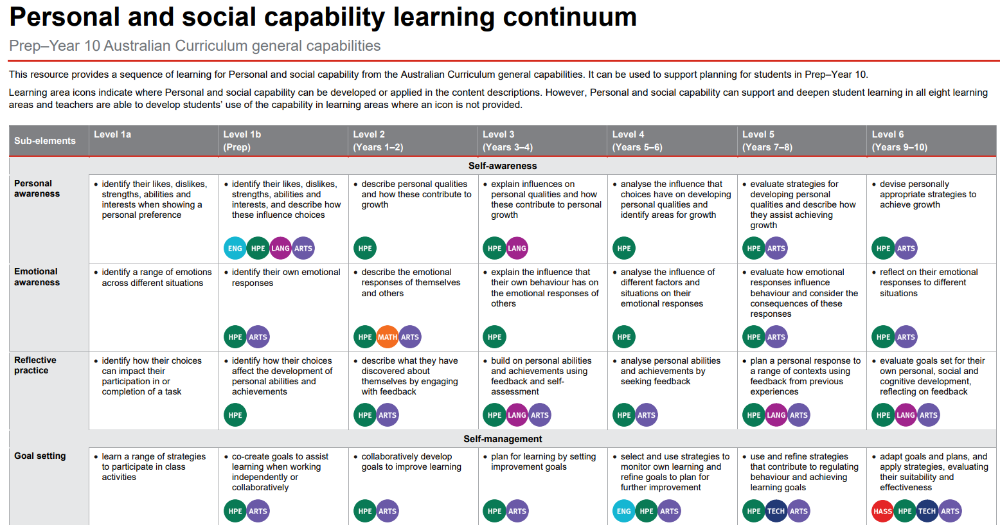 Personal and social capability learning continuum
Prep–Year 10 Australian Curriculum general capabilities
This resource provides a sequence of learning for Personal and social capability from the Australian Curriculum general capabilities. It can be used to support planning for students in Prep–Year 10.
Learning area icons indicate where Personal and social capability can be developed or applied in the content descriptions. However, Personal and social capability can support and deepen student learning in all eight learning
areas and teachers are able to develop students' use of the capability in learning areas where an icon is not provided.
Sub-elements
Level 1a
Level 1b
(Prep)
Level 2
(Years 1–2)
Level 3
(Years 3–4)
Level 4
(Years 5–6)
Level 5
(Years 7–8)
Level 6
(Years 9–10)
Self-awareness
Personal
awareness
• identify their likes, dislikes,
strengths, abilities and
interests when showing a
personal preference
• identify their likes, dislikes,
strengths, abilities and
interests, and describe how
these influence choices
ENG HPE LANG ARTS
• describe personal qualities
and how these contribute to
growth
HPE
• explain influences on
personal qualities and how
these contribute to personal
growth
HPE LANG
• analyse the influence that
choices have on developing
personal qualities and
identify areas for growth
HPE
• evaluate strategies for
developing personal
qualities and describe how
they assist achieving
growth
HPE ARTS
• devise personally
appropriate strategies to
achieve growth
HPE ARTS
Emotional
awareness
• identify a range of emotions
across different situations
• identify their own emotional
responses
HPE ARTS
• describe the emotional
responses of themselves
and others
HPE MATH ARTS
• explain the influence that
their own behaviour has on
the emotional responses of
others
HPE
• analyse the influence of
different factors and
situations on their
emotional responses
HPE
• evaluate how emotional
responses influence
behaviour and consider the
consequences of these
responses
HPE ARTS
• reflect on their emotional
responses to different
situations
HPE ARTS
Reflective
practice
• identify how their choices
can impact their
participation in or
completion of a task
• identify how their choices
affect the development of
personal abilities and
achievements
HPE
• describe what they have
discovered about
themselves by engaging
with feedback
HPE ARTS
• build on personal abilities
and achievements using
feedback and self-
assessment
HPE LANG ARTS
• analyse personal abilities
and achievements by
seeking feedback
HPE ARTS
• plan a personal response to
a range of contexts using
feedback from previous
experiences
HPE LANG ARTS
• evaluate goals set for their
own personal, social and
cognitive development,
reflecting on feedback
HPE LANG ARTS
Self-management
Goal setting
• learn a range of strategies
to participate in class
activities
• co-create goals to assist
learning when working
independently or
collaboratively
HPE ARTS
• collaboratively develop
goals to improve learning
HPE ARTS
• plan for learning by setting
improvement goals
HPE ARTS
• select and use strategies to
monitor own learning and
refine goals to plan for
further improvement
ENG HPE ARTS
• use and refine strategies
that contribute to regulating
behaviour and achieving
learning goals
HPE TECH ARTS
• adapt goals and plans, and
apply strategies, evaluating
their suitability and
effectiveness
HASS HPE TECH ARTS